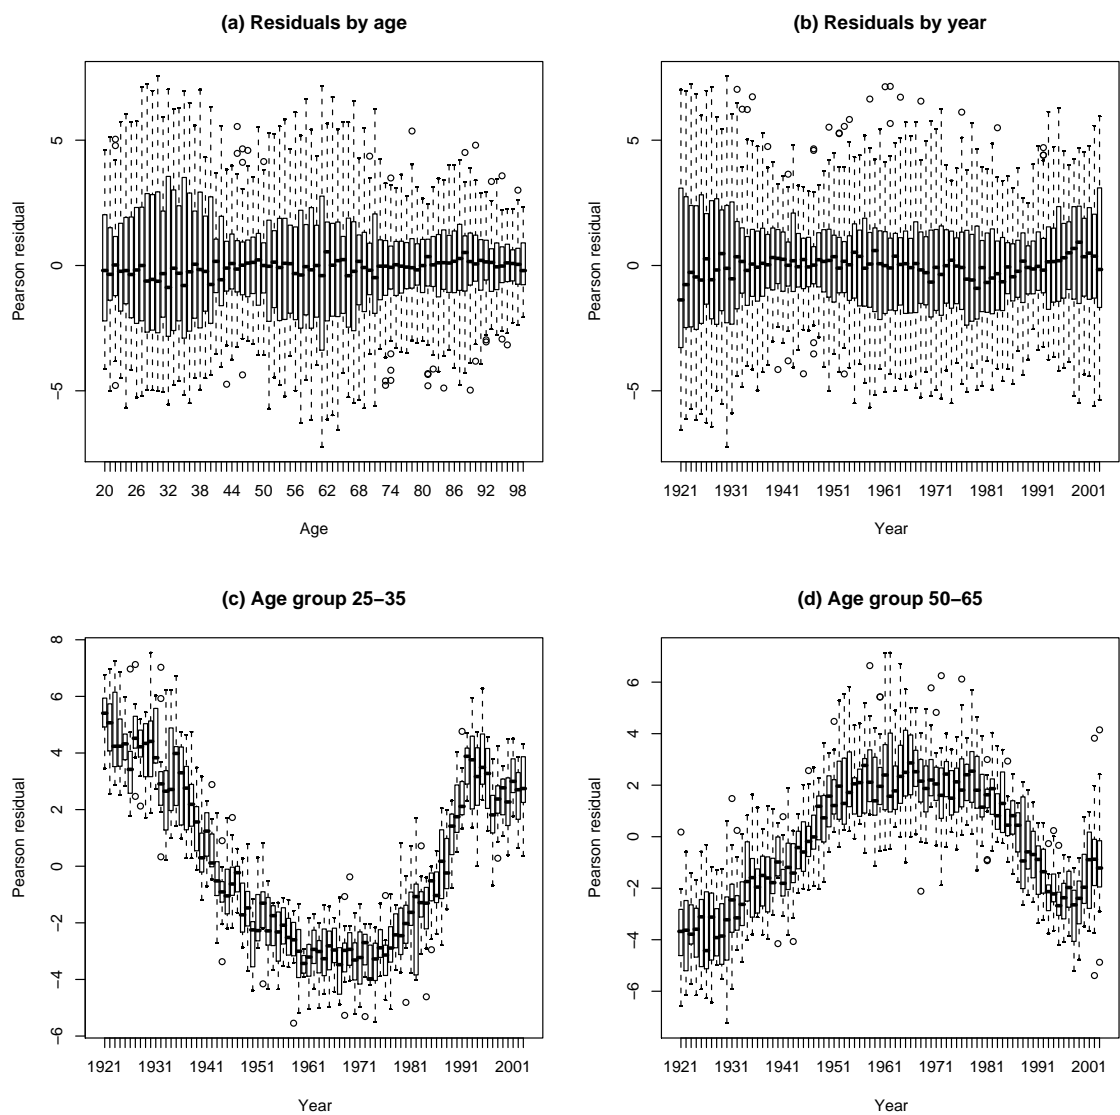 (a) Residuals by age
Pearson residual
5
0
−5
20 26 32 38 44 50 56 62 68 74 80 86 92 98
Age
(b) Residuals by year
Pearson residual
5
0
−5
1921 1931 1941 1951 1961 1971 1981 1991 2001
Year
(c) Age group 25−35
Pearson residual
8
6
4
2
0
−2
−4
−6
1921 1931 1941 1951 1961 1971 1981 1991 2001
Year
(d) Age group 50−65
Pearson residual
6
4
2
0
−2
−4
−6
1921 1931 1941 1951 1961 1971 1981 1991 2001
Year